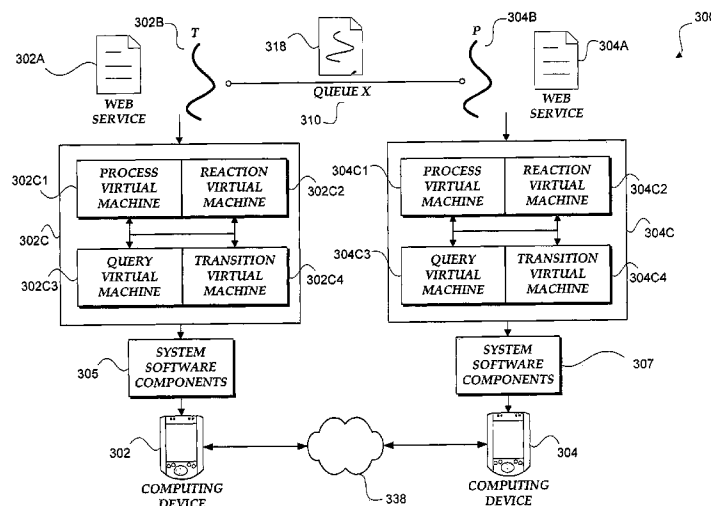 302B
T
318
P
304B
300
302A
304A
WEB
SERVICE
QUEUE X
310
WEB
SERVICE
302C1
PROCESS
VIRTUAL
MACHINE
REACTION
VIRTUAL
MACHINE
302C2
302C
302C3
QUERY
VIRTUAL
MACHINE
TRANSITION
VIRTUAL
MACHINE
302C4
304C1
PROCESS
VIRTUAL
MACHINE
REACTION
VIRTUAL
MACHINE
304C2
304C
304C3
QUERY
VIRTUAL
MACHINE
TRANSITION
VIRTUAL
MACHINE
304C4
305
SYSTEM
SOFTWARE
COMPONENTS
SYSTEM
SOFTWARE
COMPONENTS
307
302
304
COMPUTING
DEVICE
338
COMPUTING
DEVICE